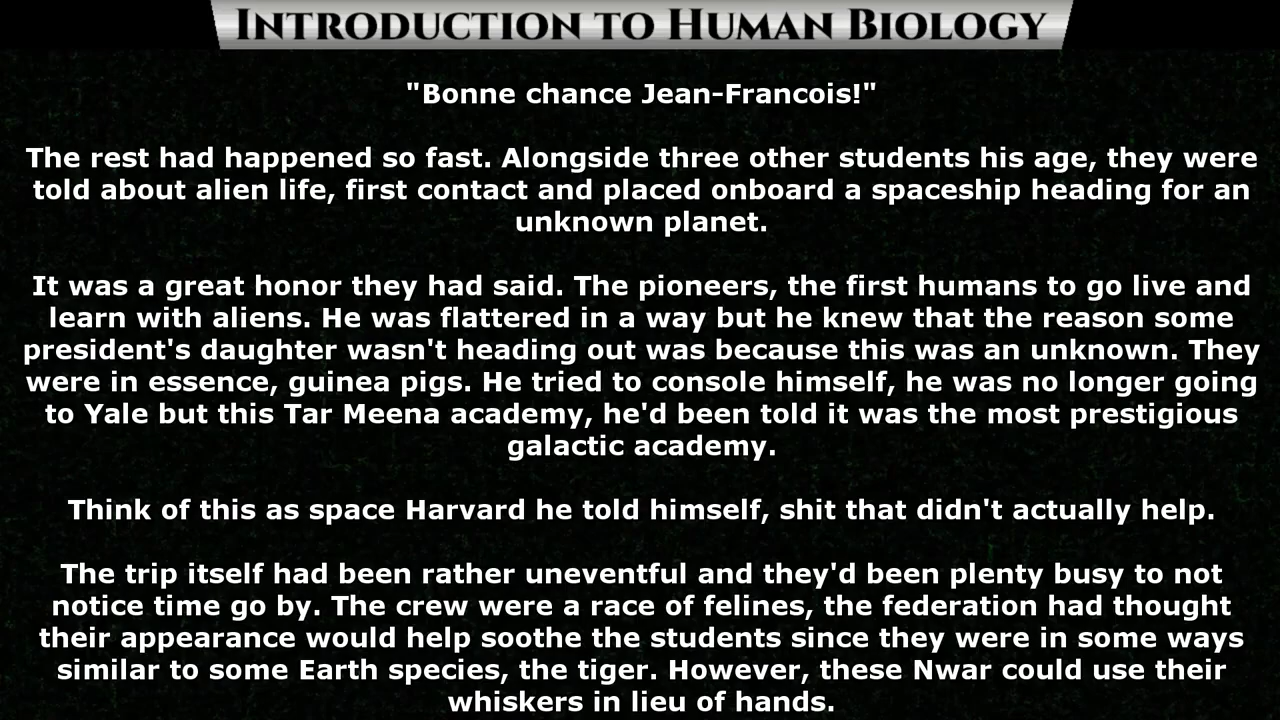 Introduction to Human Biology
"Bonne chance Jean-Francois!"
The rest had happened so fast. Alongside three other students his age, they were
told about alien life, first contact and placed onboard a spaceship heading for an
unknown planet.
It was a great honor they had said. The pioneers, the first humans to go live and
learn with aliens. He was flattered in a way but he knew that the reason some
president's daughter wasn't heading out was because this was an unknown. They
were in essence, guinea pigs. He tried to console himself, he was no longer going
to Yale but this Tar Meena academy, he'd been told it was the most prestigious
galactic academy.
Think of this as space Harvard he told himself, shit that didn't actually help.
The trip itself had been rather uneventful and they'd been plenty busy to not
notice time go by. The crew were a race of felines, the federation had thought
their appearance would help soothe the students since they were in some ways
similar to some Earth species, the tiger. However, these Nwar could use their
whiskers in lieu of hands.